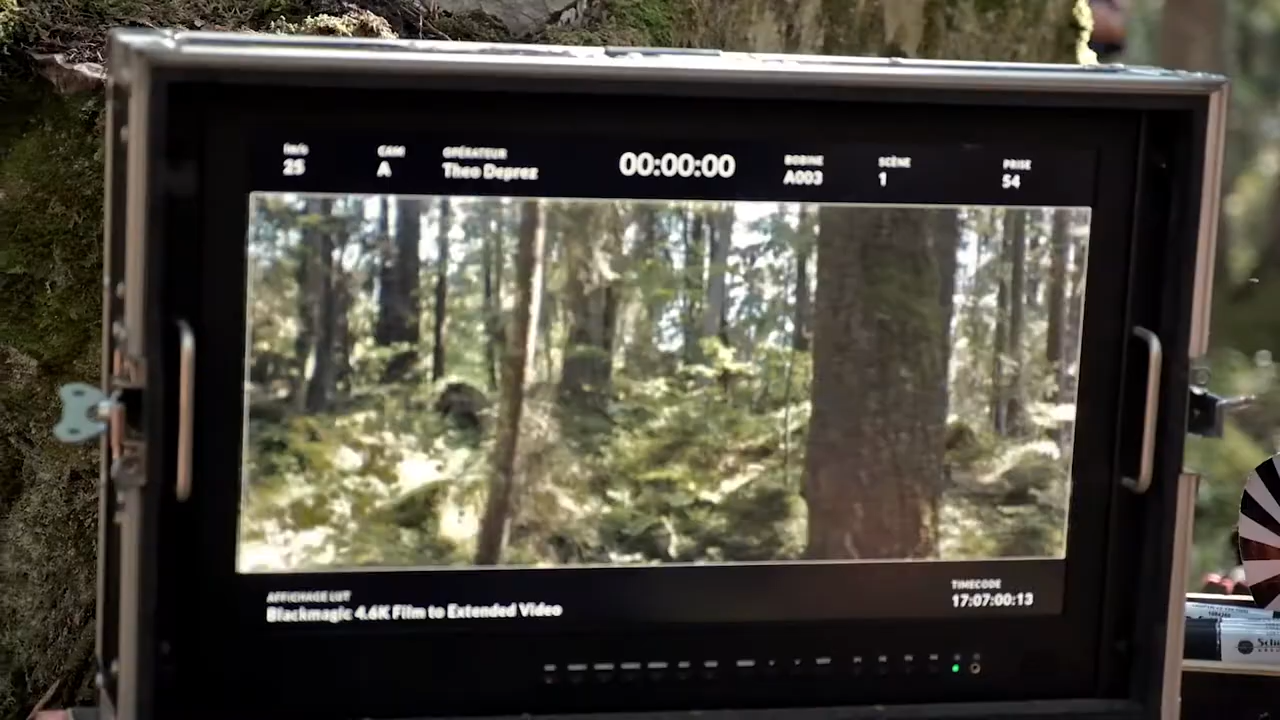 im/s
25
CAM
A
OPÉRATEUR
Theo Deprez
00:00:00
BOBINE
A003
SCÈNE
1
PRISE
54
AFFICHAGE LUT
Blackmagic 4.6K Film to Extended Video
TIMECODE
17:07:00:13